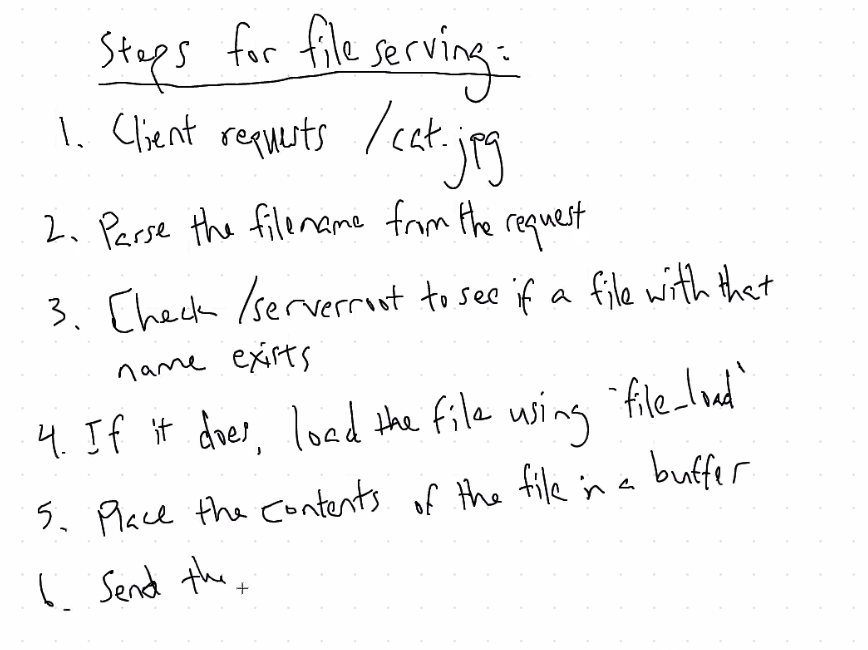 Steps for file serving:
1. Client requests /cat.jpg
2. Parse the filename from the request
3. Check /serverroot to see if a file with that
name exists
4. If it does, load the file using `file_load`
5. Place the contents of the file in a buffer
6. Send the